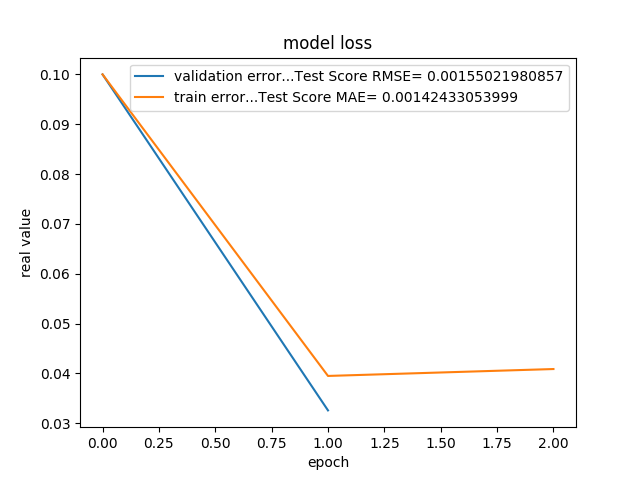 model loss
validation error...Test Score RMSE= 0.00155021980857
train error...Test Score MAE= 0.00142433053999
real value
0.10
0.09
0.08
0.07
0.06
0.05
0.04
0.03
0.00 0.25 0.50 0.75 1.00 1.25 1.50 1.75 2.00
epoch